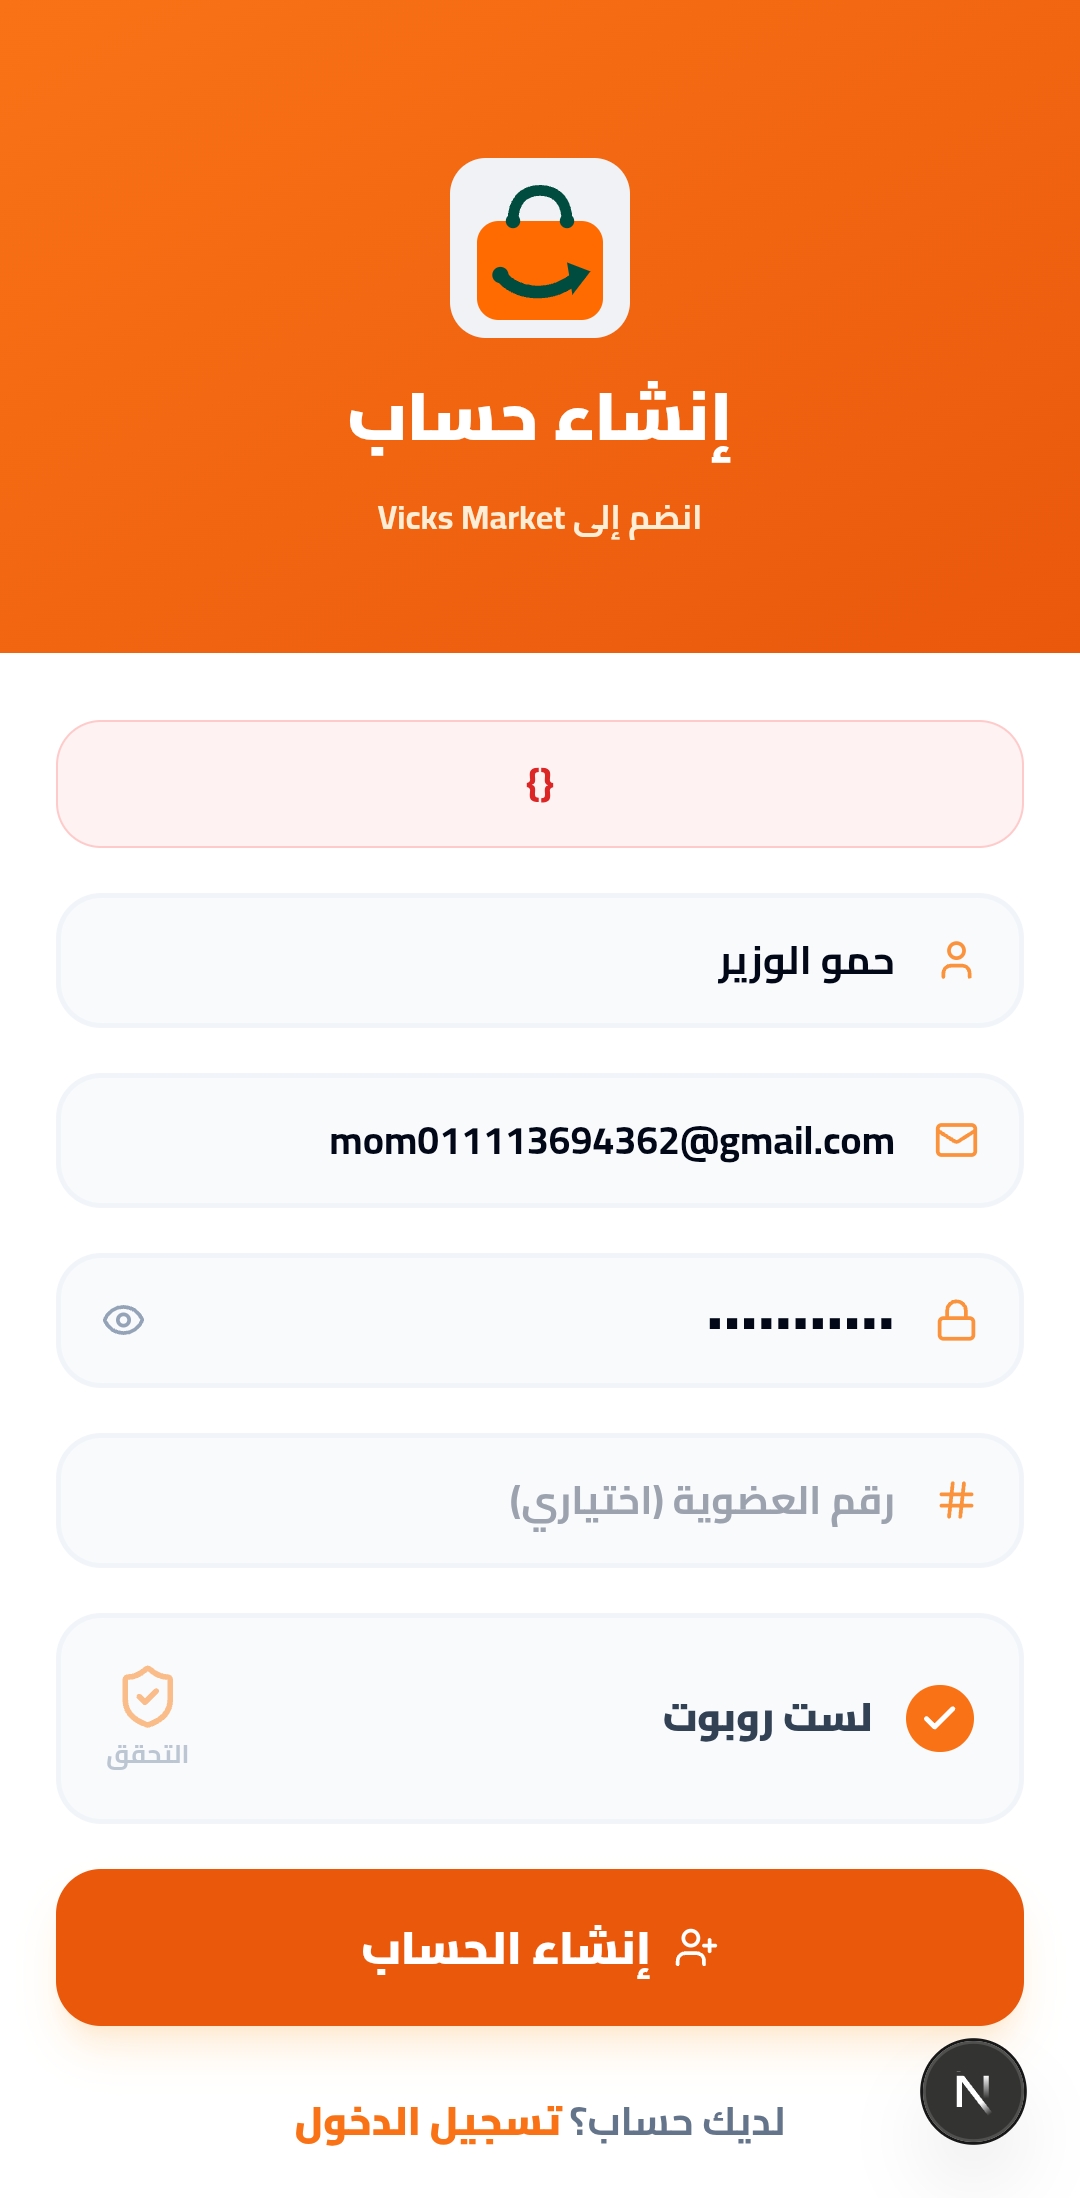 إنشاء حساب
انضم إلى Vicks Market
{}
حمو الوزير
mom011113694362@gmail.com
رقم العضوية (اختياري)
لست روبوت
التحقق
إنشاء الحساب
لديك حساب؟ تسجيل الدخول
N